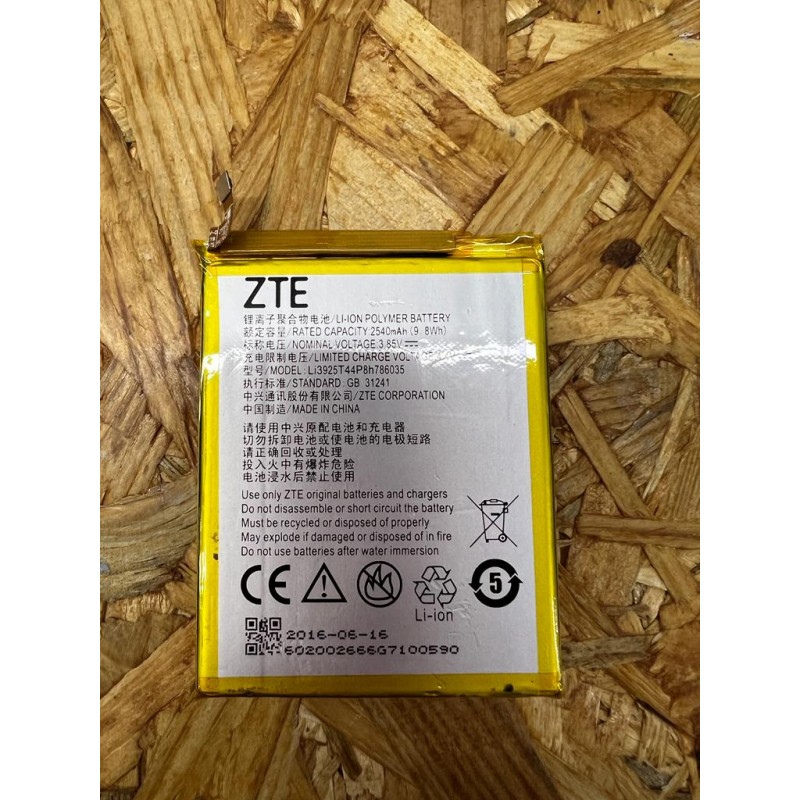 ZTE
锂离子聚合物电池/LI-ION POLYMER BATTERY
额定容量/RATED CAPACITY 2540mAh (9.8Wh)
标称电压/NOMINAL VOLTAGE 3.85V
充电限制电压/LIMITED CHARGE VOLTAGE
型号/MODEL: Li3925T44P8h786035
执行标准/STANDARD: GB 31241
中兴通讯股份有限公司/ZTE CORPORATION
中国制造/MADE IN CHINA
请使用中兴原配电池和充电器
切勿拆卸电池或使电池的电极短路
请正确回收或处理
投入火中有爆炸危险
电池浸水后禁止使用
Use only ZTE original batteries and chargers
Do not disassemble or short circuit the battery
Must be recycled or disposed of properly
May explode if damaged or disposed of in fire
Do not use batteries after water immersion
CE
5
Li-ion
2016-06-16
602002666G7100590